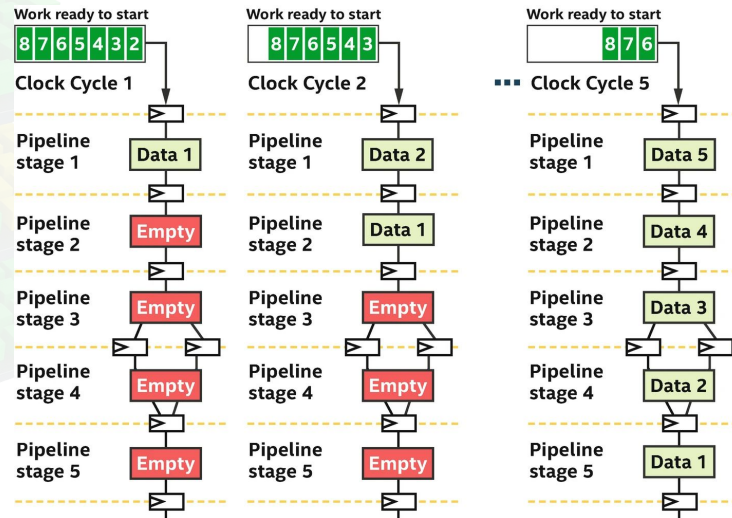 Work ready to start
8 7 6 5 4 3 2
Clock Cycle 1
Pipeline
stage 1
Data 1
Pipeline
stage 2
Empty
Pipeline
stage 3
Empty
Pipeline
stage 4
Empty
Pipeline
stage 5
Empty
Work ready to start
8 7 6 5 4 3
Clock Cycle 2
Pipeline
stage 1
Data 2
Pipeline
stage 2
Data 1
Pipeline
stage 3
Empty
Pipeline
stage 4
Empty
Pipeline
stage 5
Empty
Work ready to start
8 7 6
... Clock Cycle 5
Pipeline
stage 1
Data 5
Pipeline
stage 2
Data 4
Pipeline
stage 3
Data 3
Pipeline
stage 4
Data 2
Pipeline
stage 5
Data 1